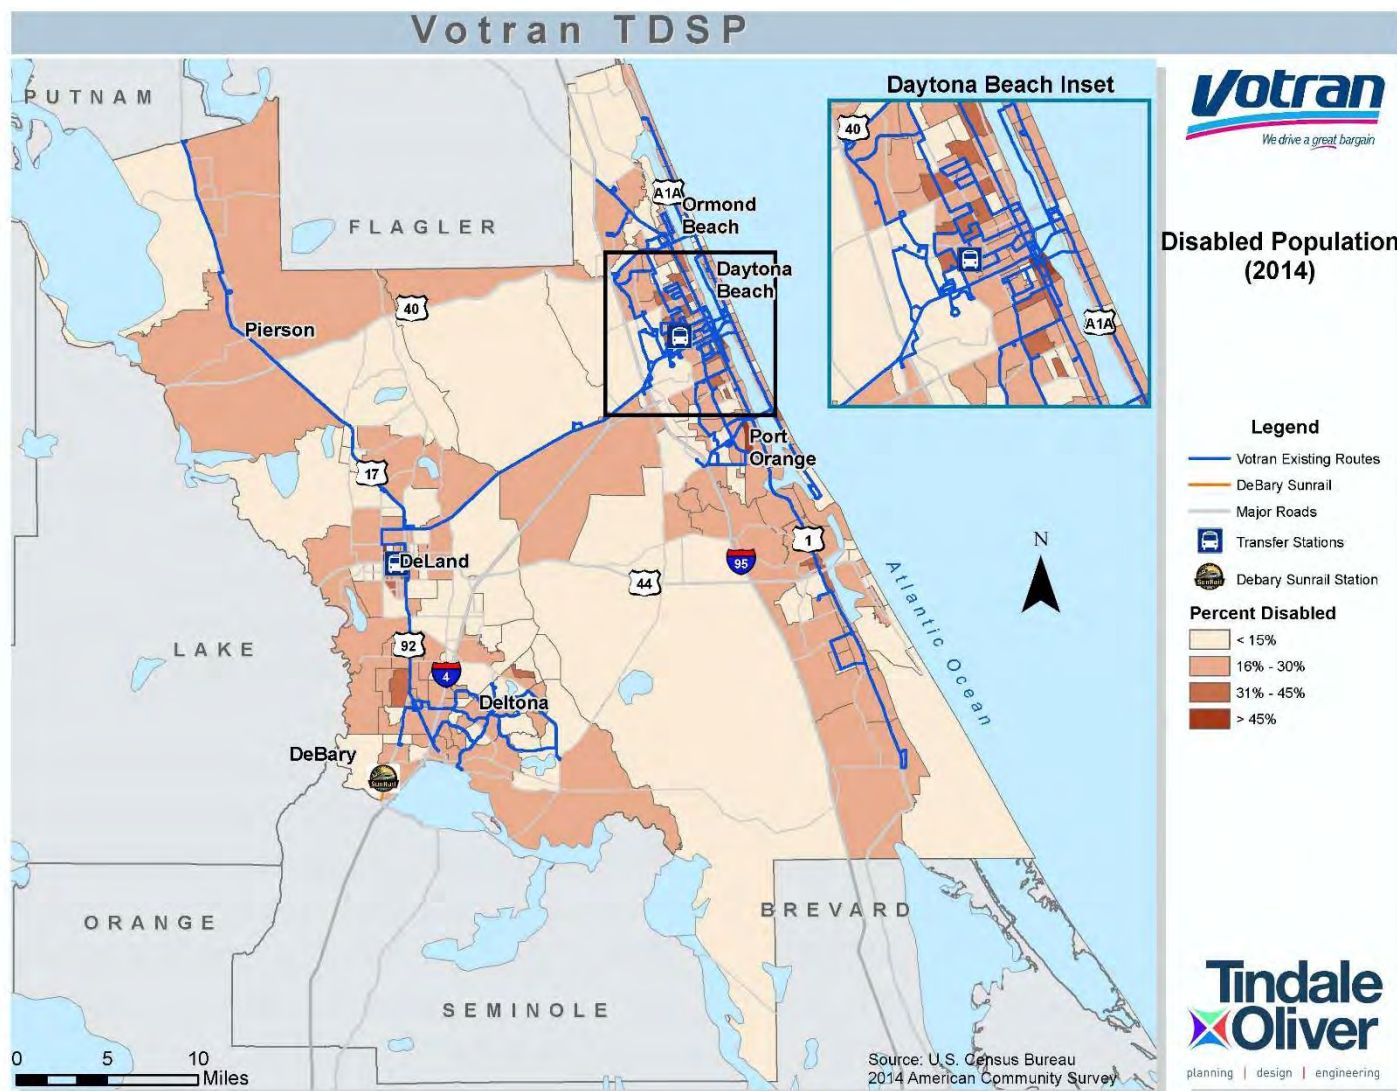 Votran TDSP
PUTNAM
FLAGLER
LAKE
ORANGE
SEMINOLE
BREVARD
Atlantic Ocean
Ormond
Beach
Daytona
Beach
Pierson
Port
Orange
DeLand
Deltona
DeBary
A1A
40
17
1
95
44
92
4
SunRail
N
Daytona Beach Inset
40
A1A
0 5 10
Miles
Source: U.S. Census Bureau
2014 American Community Survey
Votran
We drive a great bargain
Disabled Population
(2014)
Legend
Votran Existing Routes
DeBary Sunrail
Major Roads
Transfer Stations
Debary Sunrail Station
Percent Disabled
< 15%
16% - 30%
31% - 45%
> 45%
Tindale
Oliver
planning | design | engineering